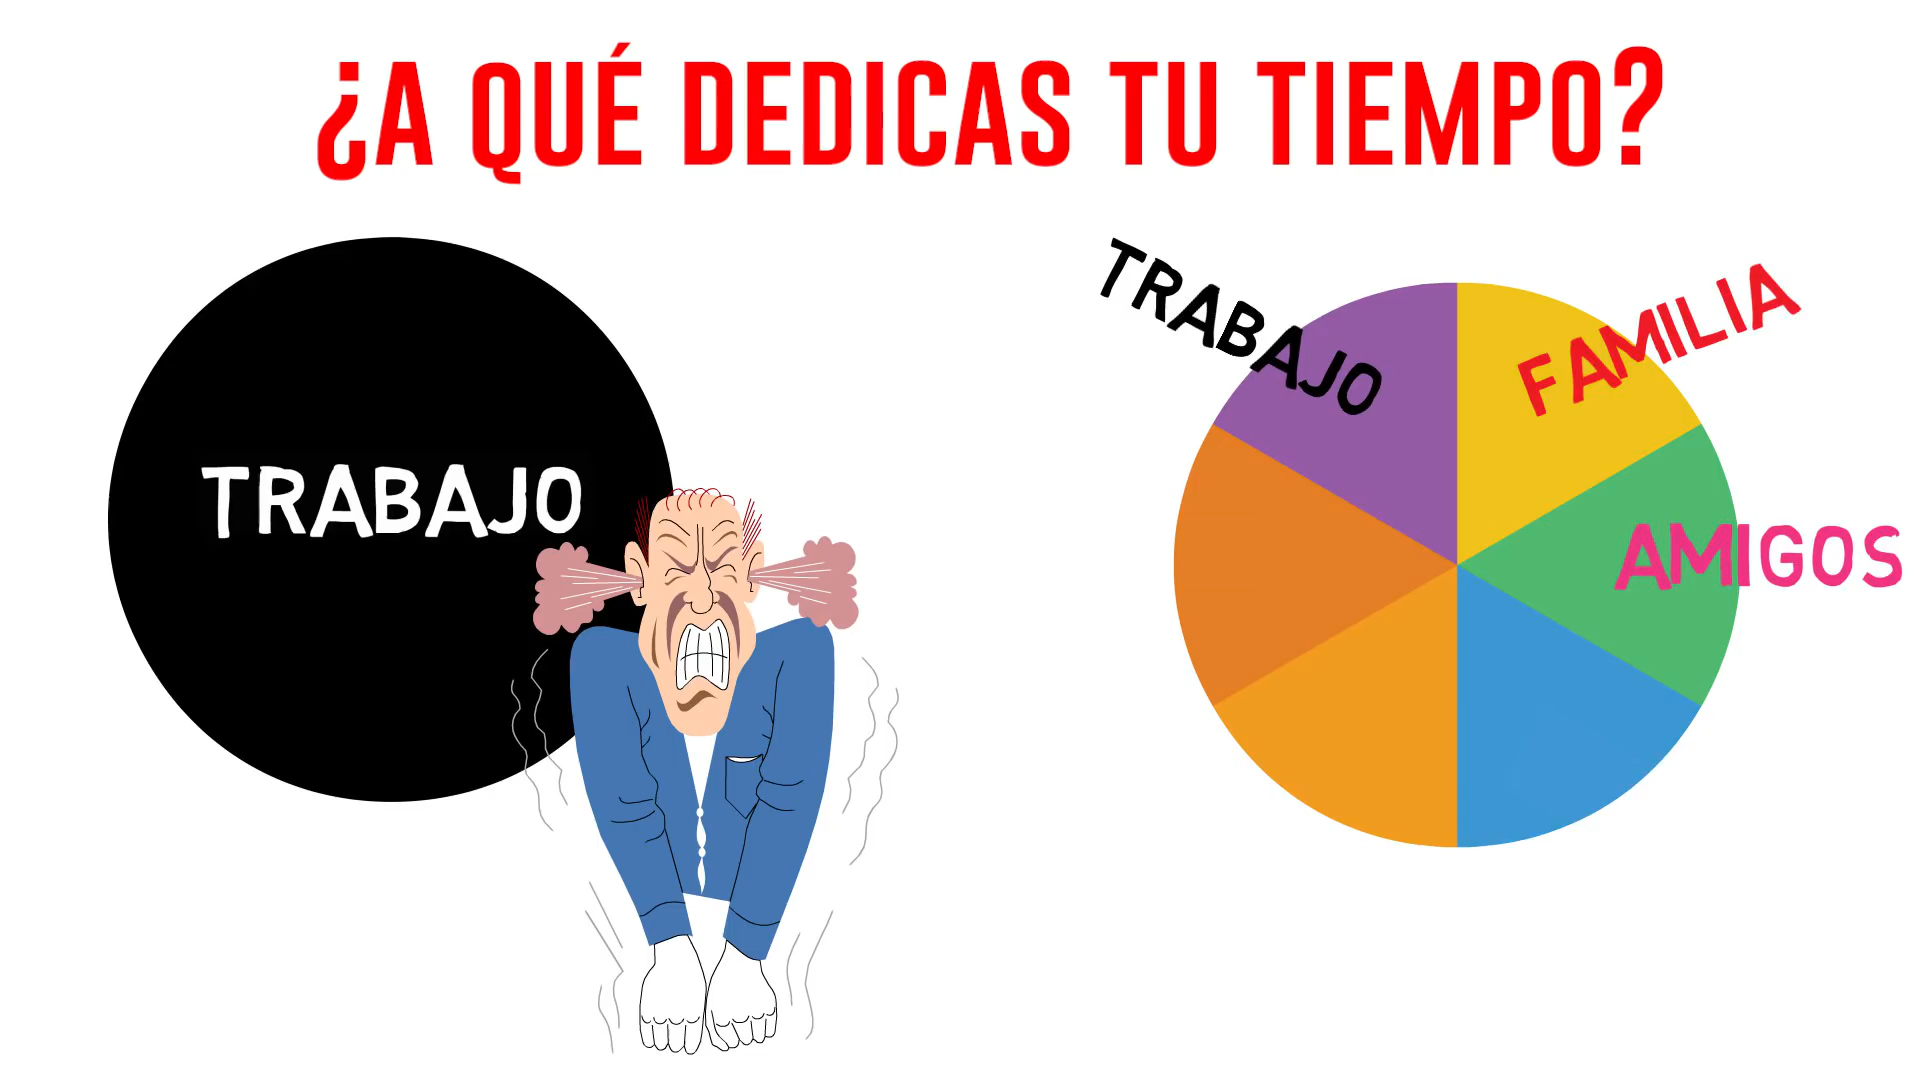 ¿A QUÉ DEDICAS TU TIEMPO?
TRABAJO
TRABAJO
FAMILIA
AMIGOS